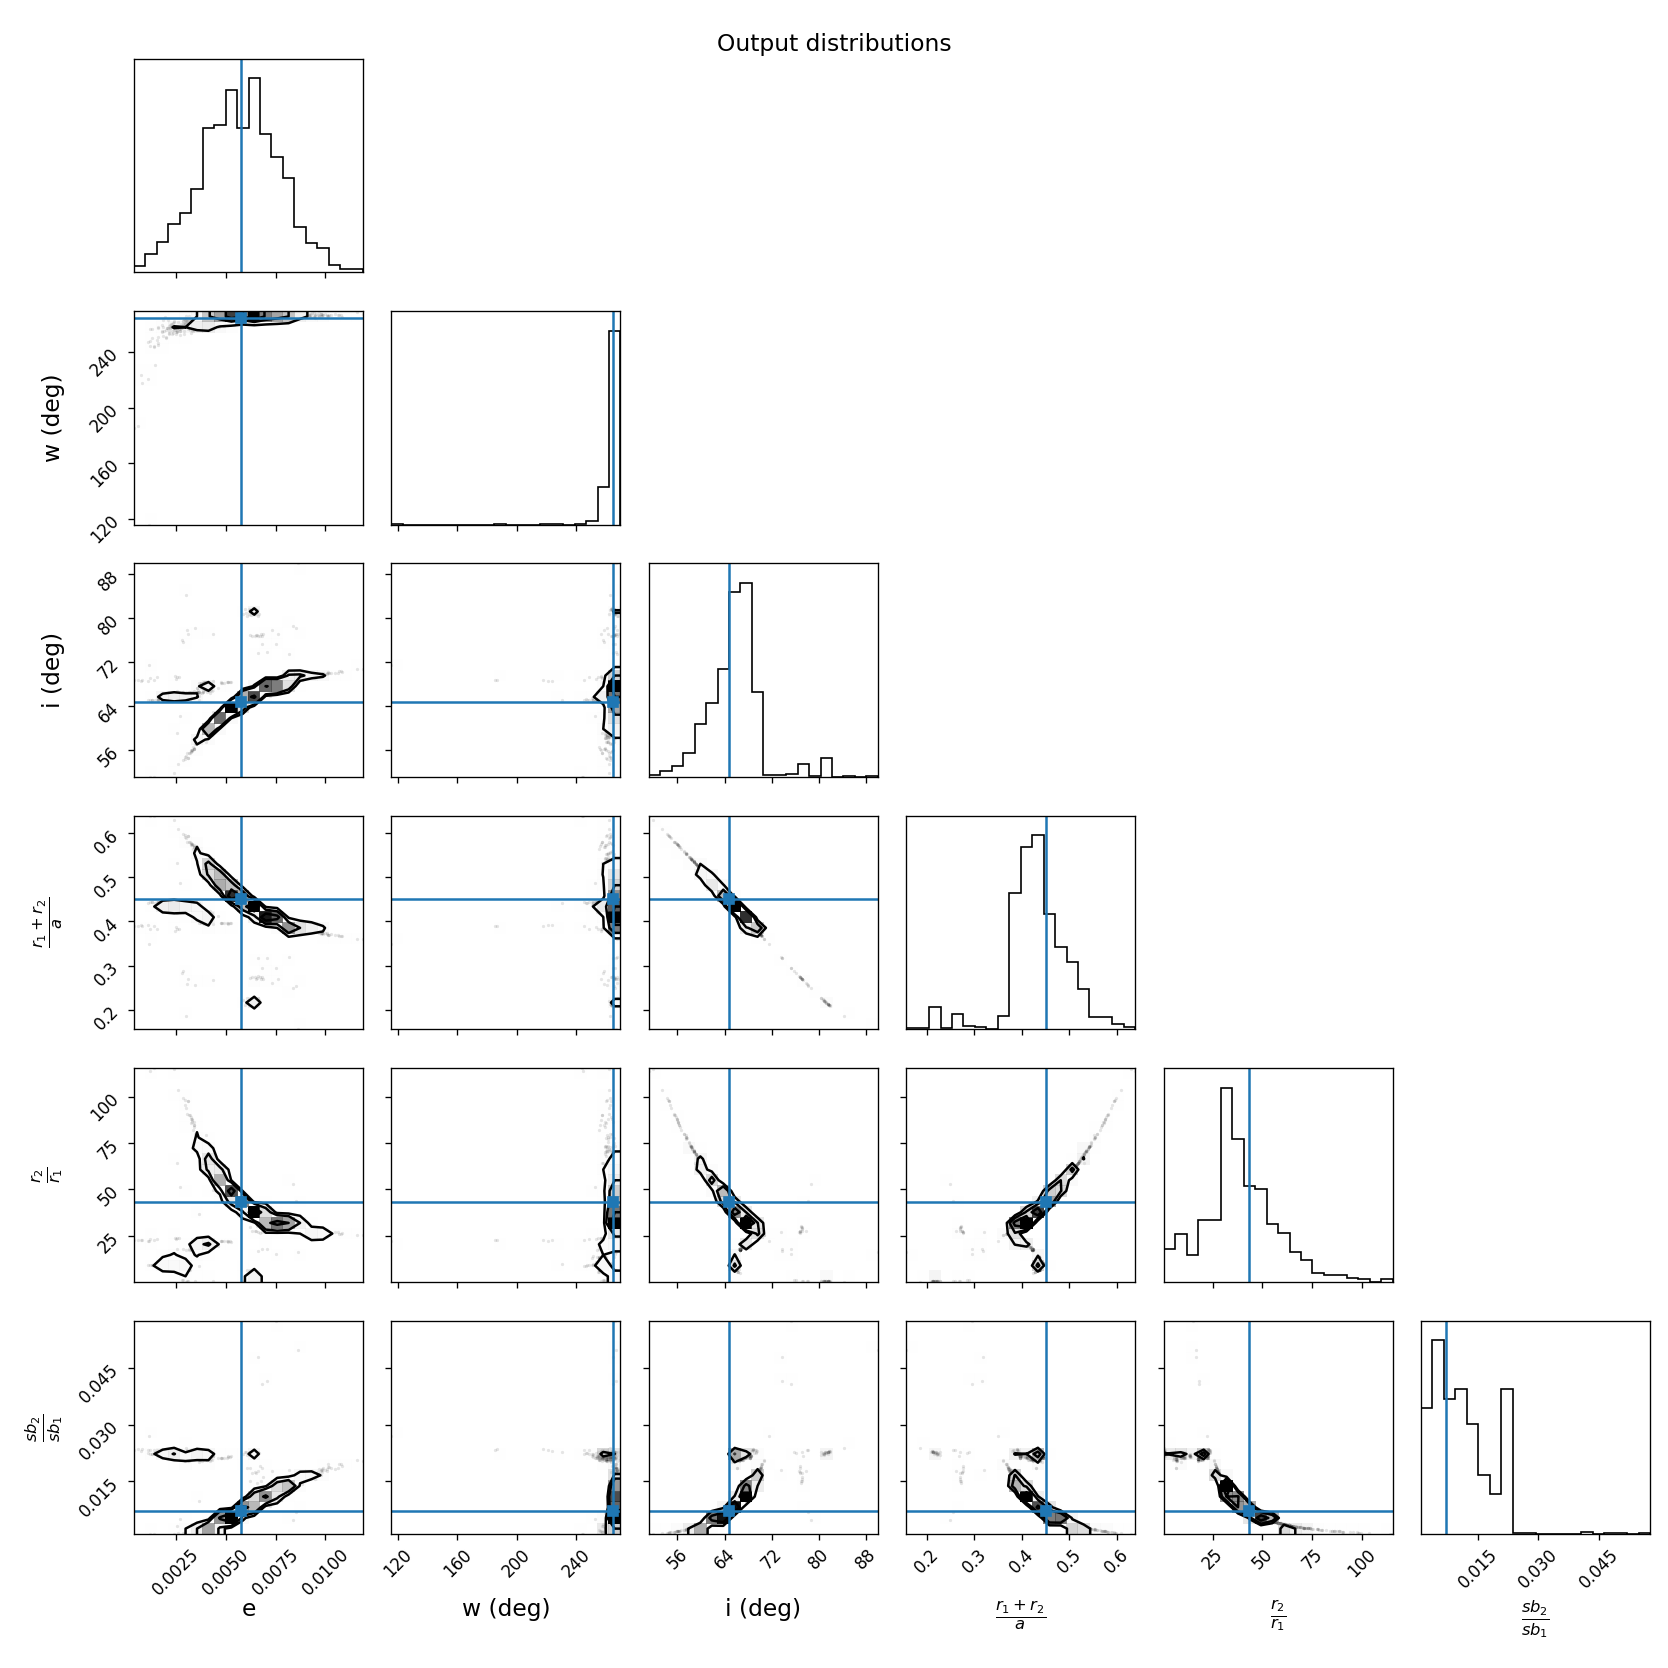 Output distributions
w (deg)
240
200
160
120
i (deg)
88
80
72
64
56
r₁ + r₂
a
0.6
0.5
0.4
0.3
0.2
r₂
r₁
100
75
50
25
sb₂
sb₁
0.045
0.030
0.015
0.0025 0.0050 0.0075 0.0100 120 160 200 240 56 64 72 80 88 0.2 0.3 0.4 0.5 0.6 25 50 75 100 0.015 0.030 0.045
e w (deg) i (deg) r₁ + r₂ r₂ sb₂
a r₁ sb₁